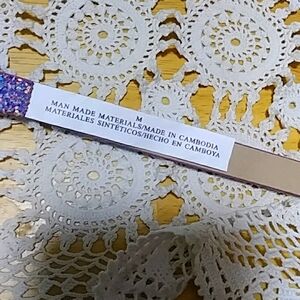 M
MAN MADE MATERIALS/MADE IN CAMBODIA
MATERIALES SINTETICOS/HECHO EN CAMBOYA